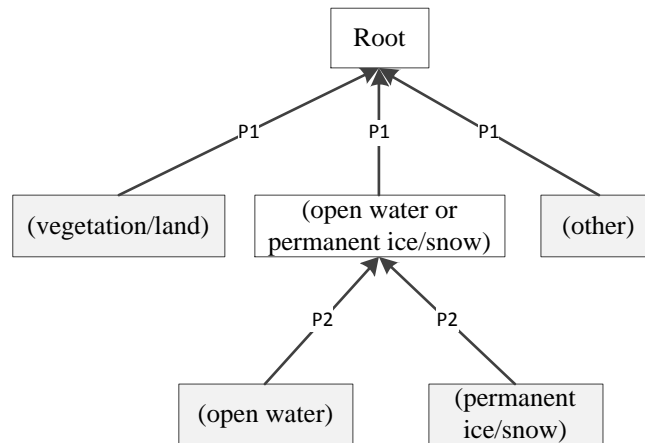 Root
P1
P1
P1
(vegetation/land)
(open water or
permanent ice/snow)
(other)
P2
P2
(open water)
(permanent
ice/snow)